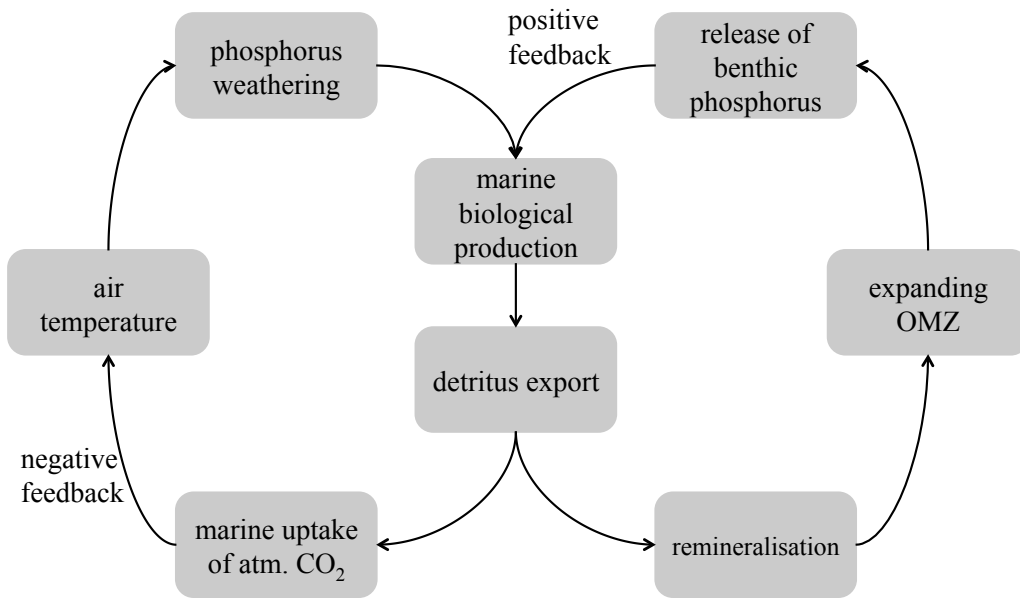 phosphorus
weathering
positive
feedback
release of
benthic
phosphorus
marine
biological
production
air
temperature
expanding
OMZ
detritus export
negative
feedback
marine uptake
of atm. CO₂
remineralisation